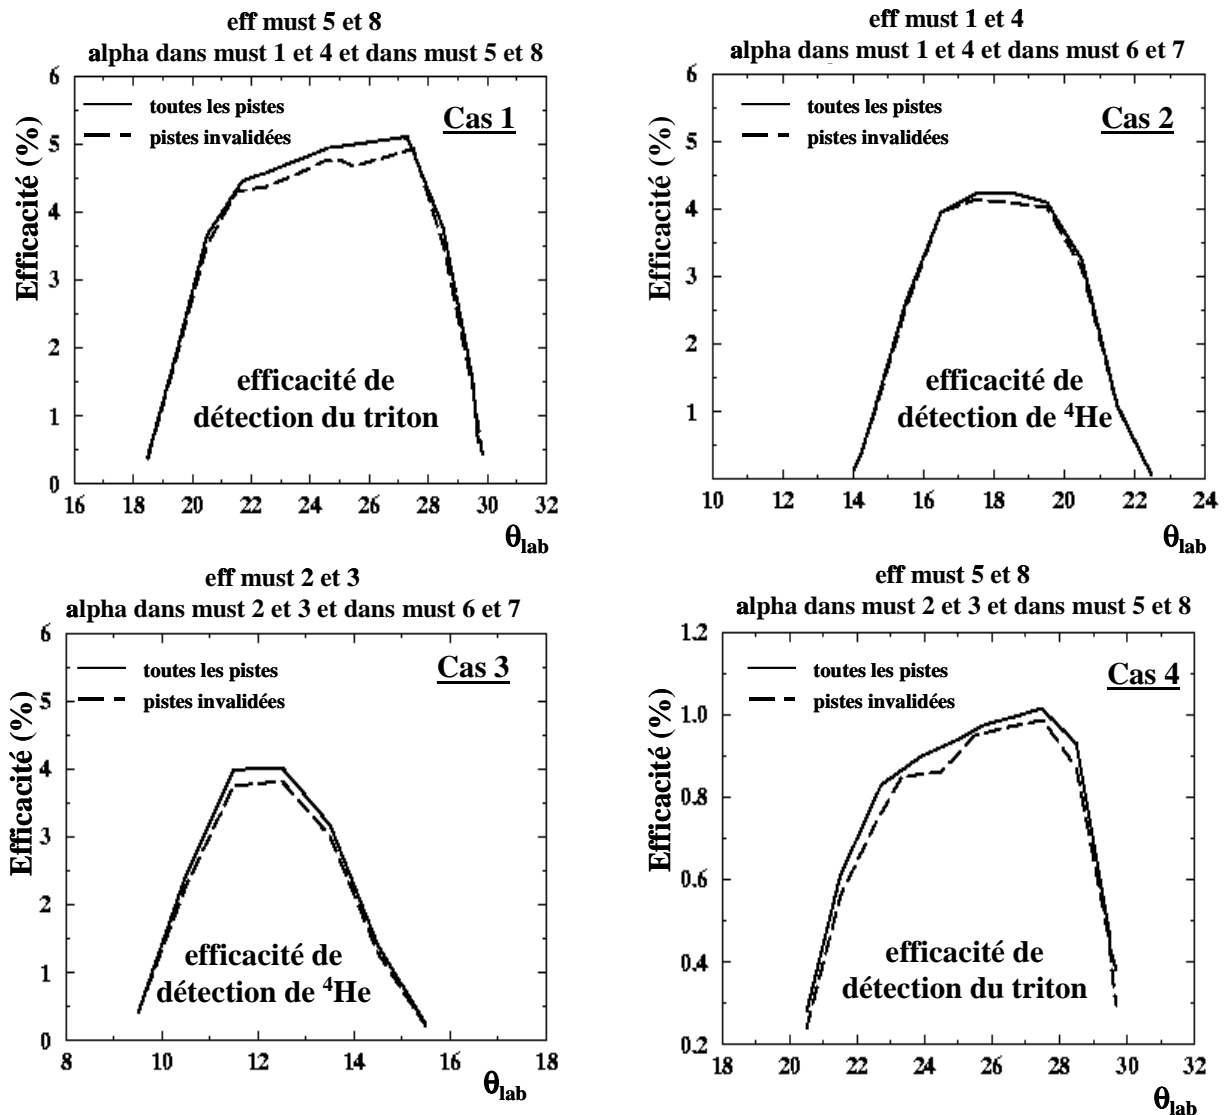 eff must 5 et 8
alpha dans must 1 et 4 et dans must 5 et 8
6
5
4
3
2
1
0
Efficacité (%)
toutes les pistes
pistes invalidées
Cas 1
efficacité de
détection du triton
16 18 20 22 24 26 28 30 32
θlab
eff must 1 et 4
alpha dans must 1 et 4 et dans must 6 et 7
6
5
4
3
2
1
Efficacité (%)
toutes les pistes
pistes invalidées
Cas 2
efficacité de
détection de ⁴He
10 12 14 16 18 20 22 24
θlab
eff must 2 et 3
alpha dans must 2 et 3 et dans must 6 et 7
6
5
4
3
2
1
0
Efficacité (%)
toutes les pistes
pistes invalidées
Cas 3
efficacité de
détection de ⁴He
8 10 12 14 16 18
θlab
eff must 5 et 8
alpha dans must 2 et 3 et dans must 5 et 8
1.2
1.0
0.8
0.6
0.4
0.2
Efficacité (%)
toutes les pistes
pistes invalidées
Cas 4
efficacité de
détection du triton
18 20 22 24 26 28 30 32
θlab